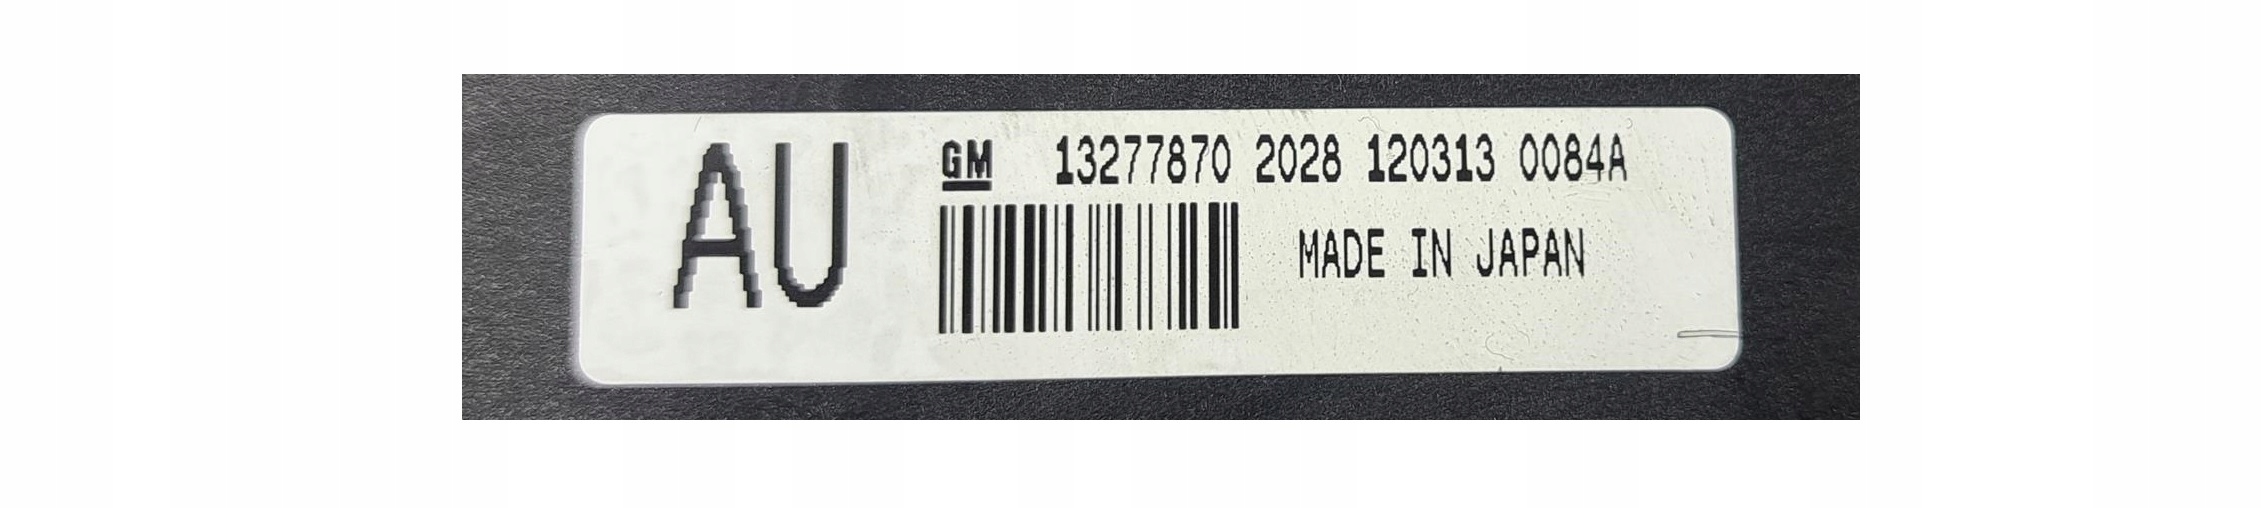 AU
GM 13277870 2028 120313 0084A
MADE IN JAPAN